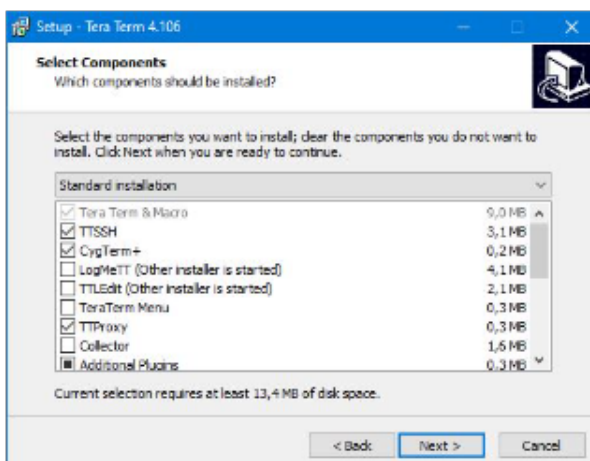 Setup - Tera Term 4.106
Select Components
Which components should be installed?
Select the components you want to install; clear the components you do not want to
install. Click Next when you are ready to continue.
Standard installation
Tera Term & Macro 9,0 MB
TTSSH 3,1 MB
CygTerm+ 0,2 MB
LogMeTT (Other installer is started) 4,1 MB
TTLEdit (Other installer is started) 2,1 MB
TeraTerm Menu 0,3 MB
TTProxy 0,3 MB
Collector 1,6 MB
Additional Plugins 0,3 MB
Current selection requires at least 13,4 MB of disk space.
< Back Next > Cancel